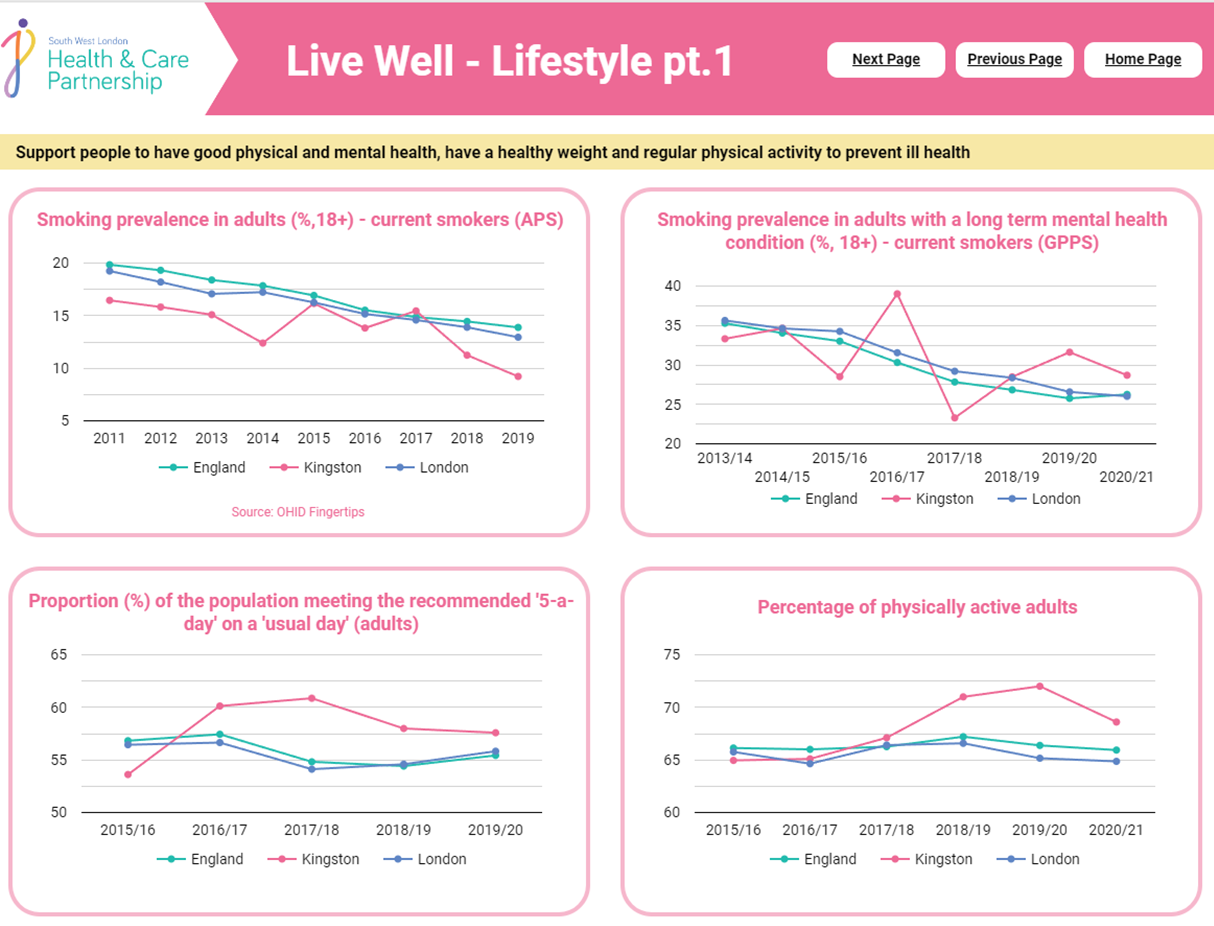 South West London
Health & Care
Partnership
Live Well - Lifestyle pt.1
Next Page
Previous Page
Home Page
Support people to have good physical and mental health, have a healthy weight and regular physical activity to prevent ill health
Smoking prevalence in adults (%,18+) - current smokers (APS)
20
15
10
5
2011 2012 2013 2014 2015 2016 2017 2018 2019
England Kingston London
Source: OHID Fingertips
Smoking prevalence in adults with a long term mental health
condition (%, 18+) - current smokers (GPPS)
40
35
30
25
20
2013/14 2015/16 2017/18 2019/20
2014/15 2016/17 2018/19 2020/21
England Kingston London
Proportion (%) of the population meeting the recommended '5-a-
day' on a 'usual day' (adults)
65
60
55
50
2015/16 2016/17 2017/18 2018/19 2019/20
England Kingston London
Percentage of physically active adults
75
70
65
60
2015/16 2016/17 2017/18 2018/19 2019/20 2020/21
England Kingston London